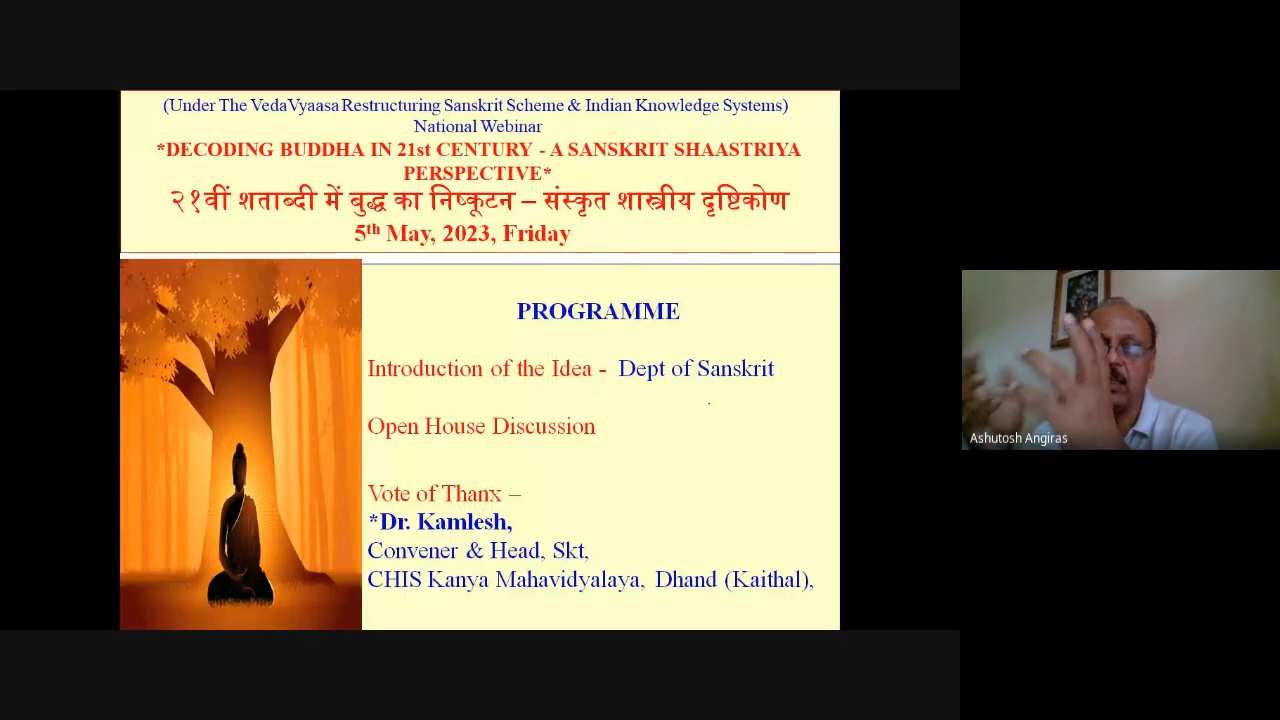 (Under The VedaVyaasa Restructuring Sanskrit Scheme & Indian Knowledge Systems)
National Webinar
*DECODING BUDDHA IN 21st CENTURY - A SANSKRIT SHAASTRIYA
PERSPECTIVE*
२१वीं शताब्दी में बुद्ध का निष्कूटन – संस्कृत शास्त्रीय दृष्टिकोण
5th May, 2023, Friday
PROGRAMME
Introduction of the Idea - Dept of Sanskrit
Open House Discussion
Vote of Thanx –
*Dr. Kamlesh,
Convener & Head, Skt,
CHIS Kanya Mahavidyalaya, Dhand (Kaithal),
Ashutosh Angiras